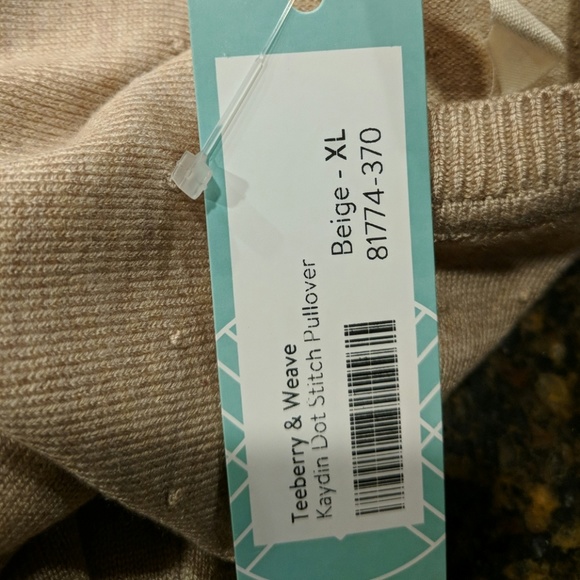 Teeberry & Weave
Kaydin Dot Stitch Pullover
Beige - XL
81774-370